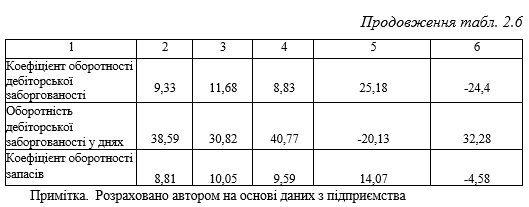 Продовження табл. 2.6
1 2 3 4 5 6
Коефіцієнт оборотності
дебіторської
заборгованості 9,33 11,68 8,83 25,18 -24,4
Оборотність
дебіторської
заборгованості у днях 38,59 30,82 40,77 -20,13 32,28
Коефіцієнт оборотності
запасів 8,81 10,05 9,59 14,07 -4,58
Примітка. Розраховано автором на основі даних з підприємства